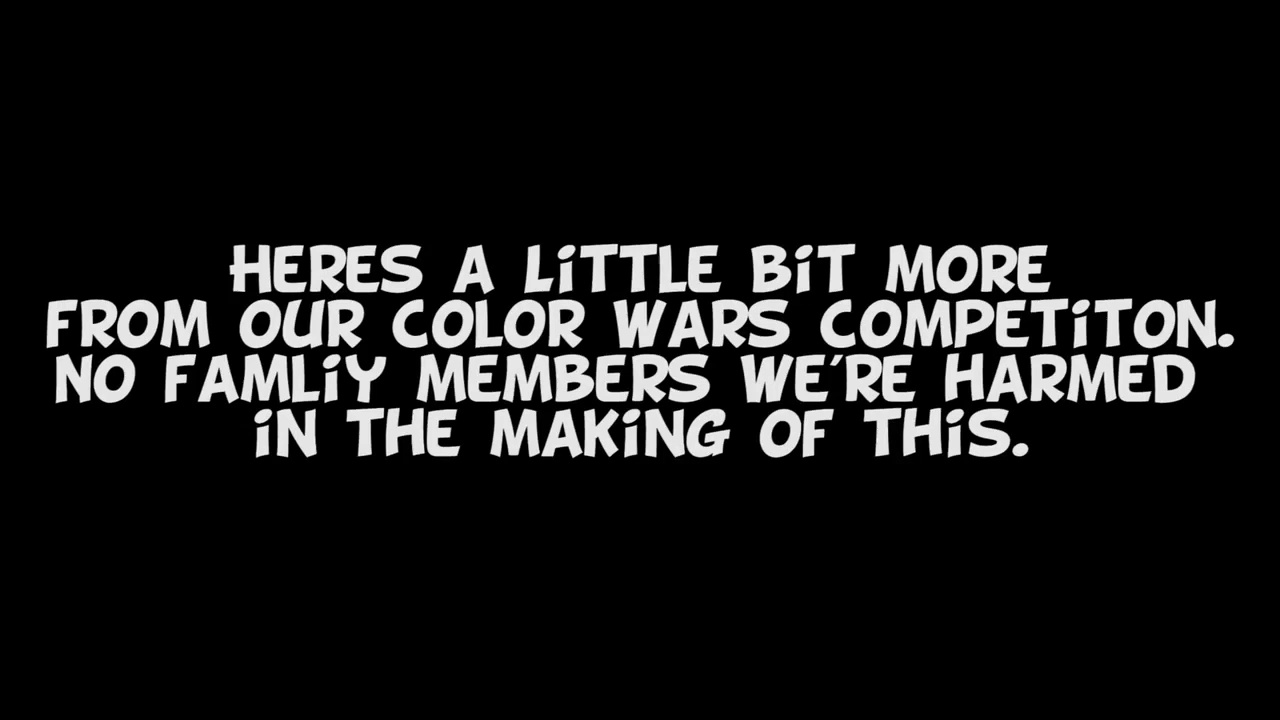 HERES A LiTTLE BiT MORE
FROM OUR COLOR WARS COMPETiTON.
NO FAMLiY MEMBERS WE'RE HARMED
iN THE MAKiNG OF THiS.